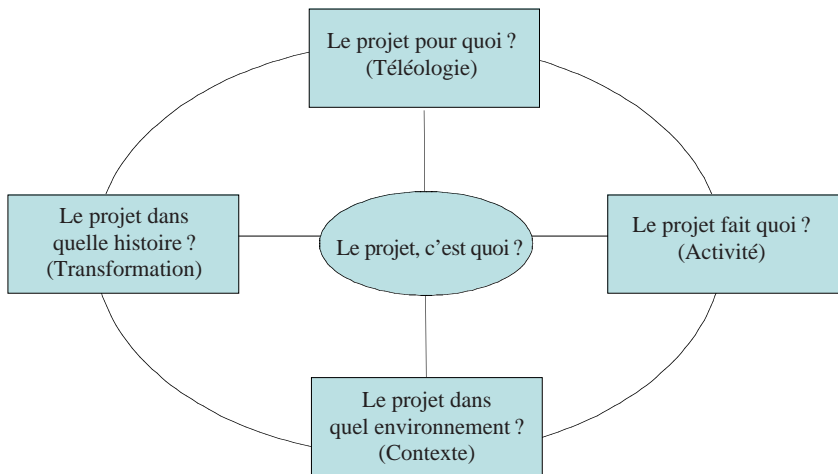 Le projet pour quoi ?
(Téléologie)
Le projet dans
quelle histoire ?
(Transformation)
Le projet, c’est quoi ?
Le projet fait quoi ?
(Activité)
Le projet dans
quel environnement ?
(Contexte)